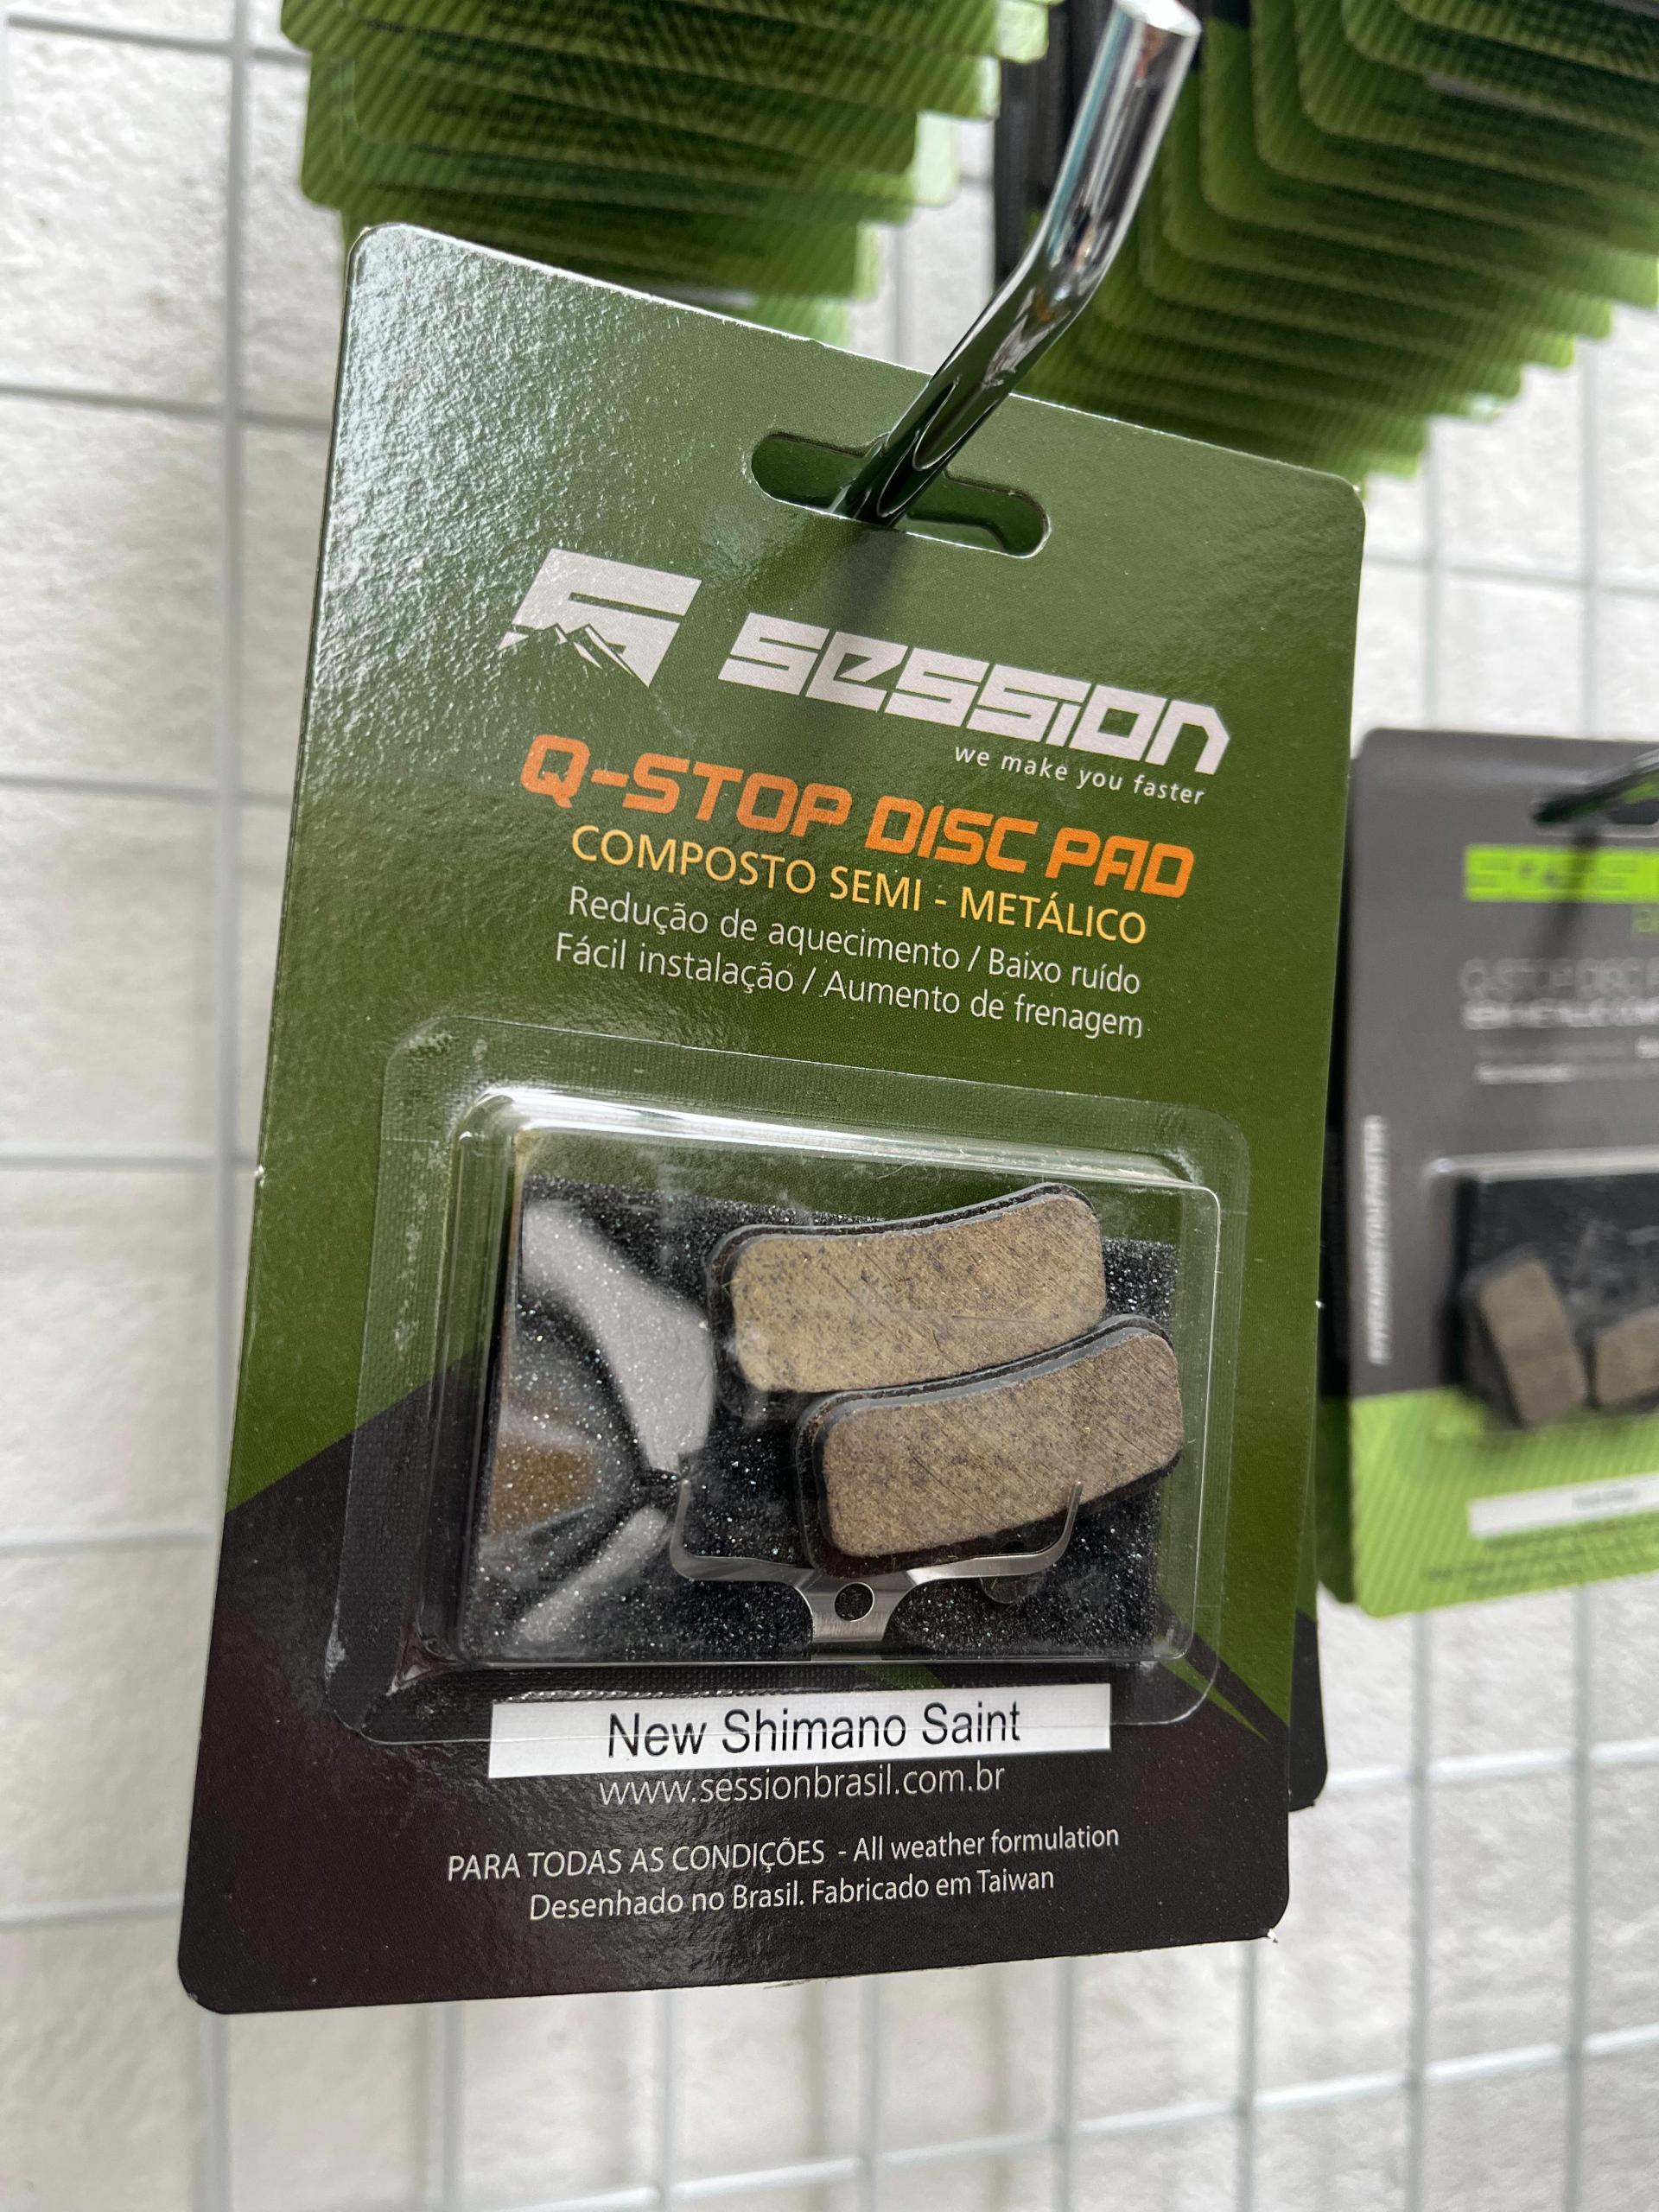 SESSION
we make you faster
Q-STOP DISC PAD
COMPOSTO SEMI - METÁLICO
Redução de aquecimento / Baixo ruído
Fácil instalação / Aumento de frenagem
New Shimano Saint
www.sessionbrasil.com.br
PARA TODAS AS CONDIÇÕES - All weather formulation
Desenhado no Brasil. Fabricado em Taiwan
Q-STOP DISC